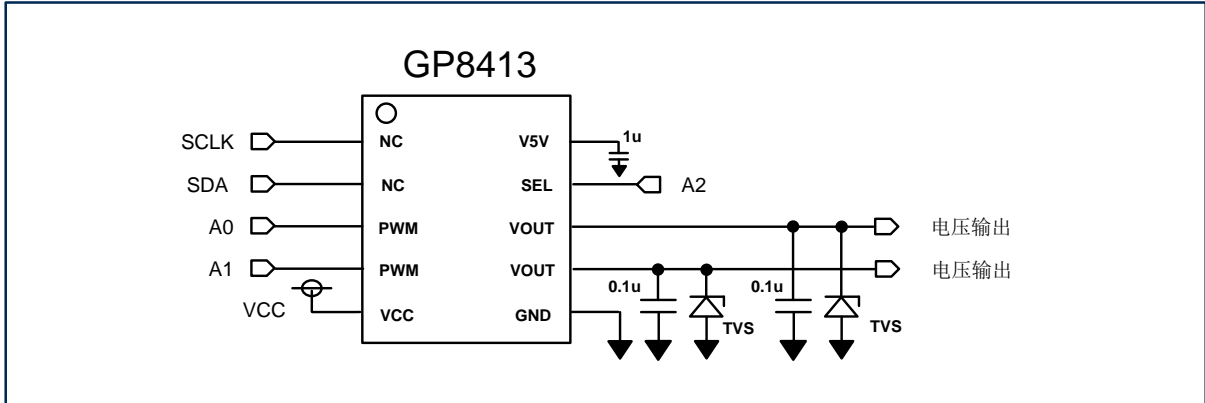 GP8413
SCLK NC V5V 1u
SDA NC SEL A2
A0 PWM VOUT 电压输出
A1 PWM VOUT 电压输出
0.1u TVS 0.1u TVS
VCC VCC GND